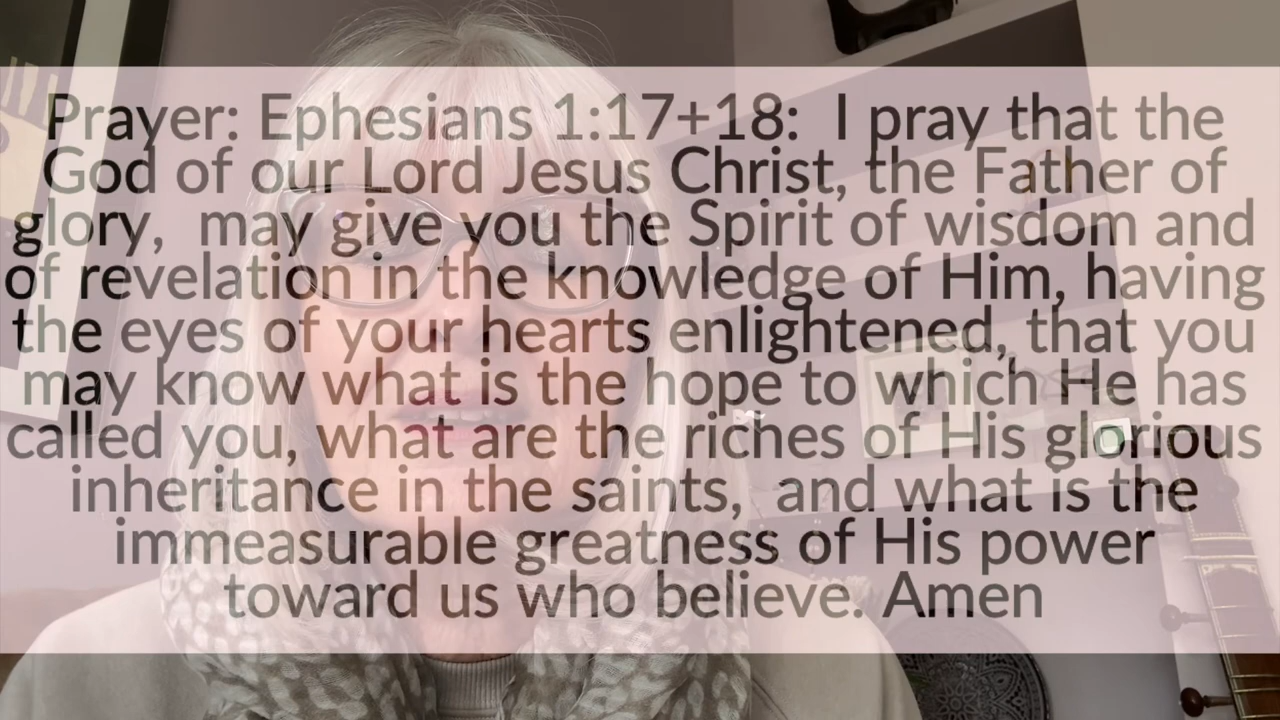 Prayer: Ephesians 1:17+18:  I pray that the
God of our Lord Jesus Christ, the Father of
glory,  may give you the Spirit of wisdom and
of revelation in the knowledge of Him, having
the eyes of your hearts enlightened, that you
may know what is the hope to which He has
called you, what are the riches of His glorious
inheritance in the saints,  and what is the
immeasurable greatness of His power
toward us who believe. Amen